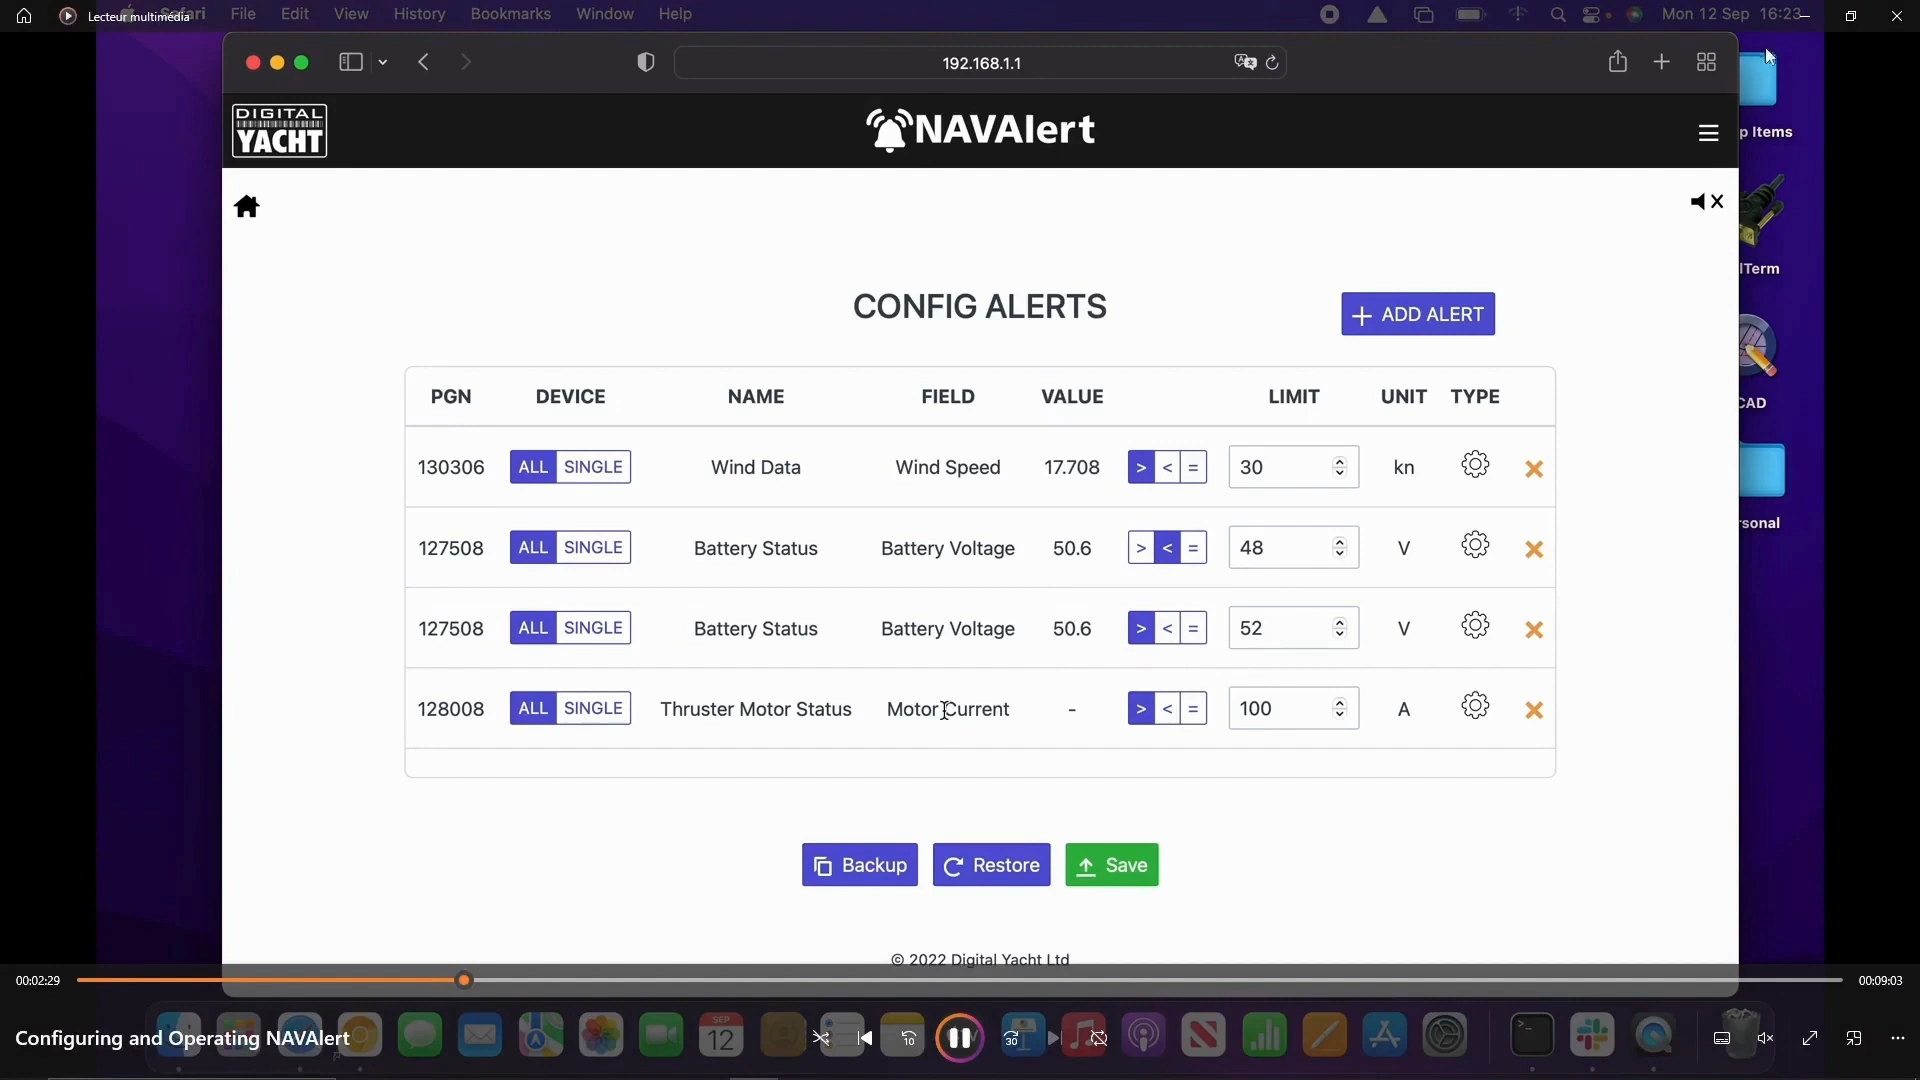 Lecteur multimédia
File Edit View History Bookmarks Window Help
Mon 12 Sep 16:23
192.168.1.1
DIGITAL
YACHT
NAVAlert
p Items
lTerm
CAD
rsonal
CONFIG ALERTS
+ ADD ALERT
PGN DEVICE NAME FIELD VALUE LIMIT UNIT TYPE
130306 ALL SINGLE Wind Data Wind Speed 17.708 > < = 30 kn
127508 ALL SINGLE Battery Status Battery Voltage 50.6 > < = 48 V
127508 ALL SINGLE Battery Status Battery Voltage 50.6 > < = 52 V
128008 ALL SINGLE Thruster Motor Status Motor Current - > < = 100 A
Backup Restore Save
© 2022 Digital Yacht Ltd
00:02:29 00:09:03
Configuring and Operating NAVAlert
SEP
12
10
30